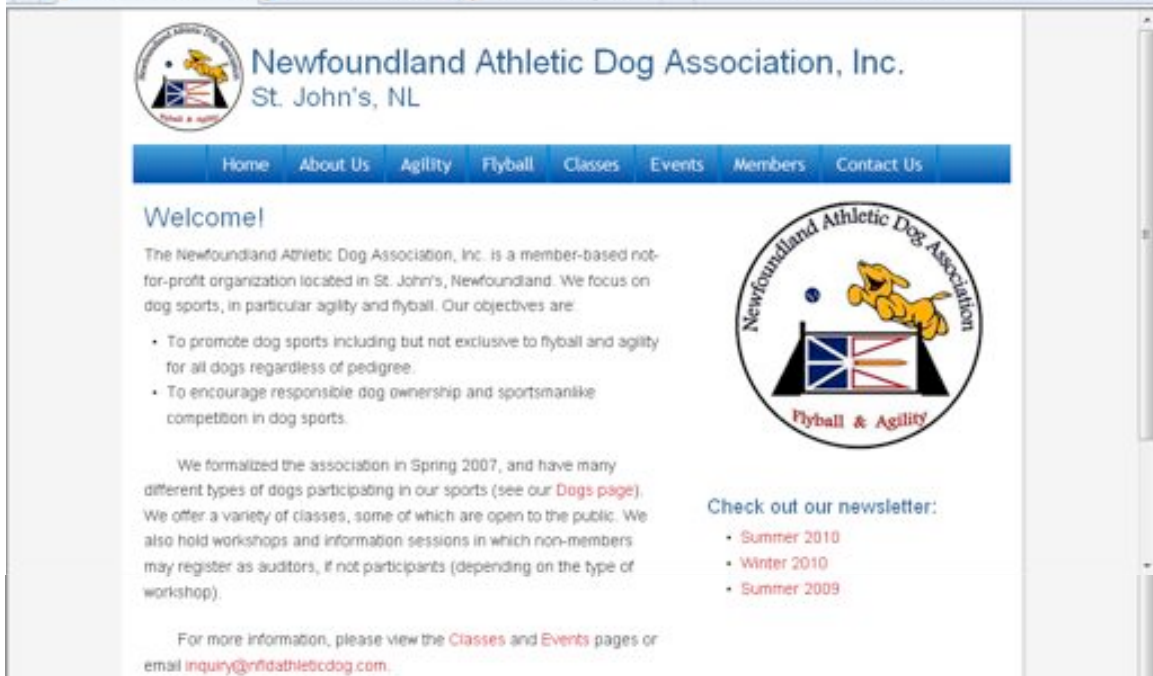 Newfoundland Athletic Dog Association, Inc.
St. John's, NL
Flyball & Agility
Home About Us Agility Flyball Classes Events Members Contact Us
Welcome!
The Newfoundland Athletic Dog Association, Inc. is a member-based not-
for-profit organization located in St. John's, Newfoundland. We focus on
dog sports, in particular agility and flyball. Our objectives are:
• To promote dog sports including but not exclusive to flyball and agility
for all dogs regardless of pedigree.
• To encourage responsible dog ownership and sportsmanlike
competition in dog sports.
We formalized the association in Spring 2007, and have many
different types of dogs participating in our sports (see our Dogs page).
We offer a variety of classes, some of which are open to the public. We
also hold workshops and information sessions in which non-members
may register as auditors, if not participants (depending on the type of
workshop).
For more information, please view the Classes and Events pages or
email inquiry@nfldathleticdog.com.
Newfoundland Athletic Dog Association
Flyball & Agility
Check out our newsletter:
• Summer 2010
• Winter 2010
• Summer 2009